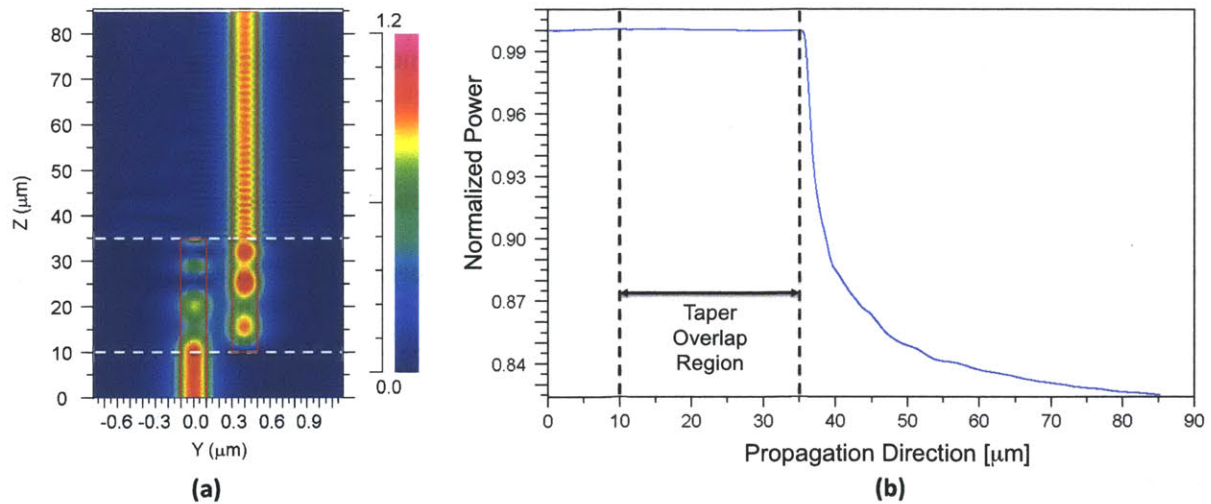 80
70
60
50
40
30
20
10
0
Z (μm)
-0.6 -0.3 0.0 0.3 0.6 0.9
Y (μm)
1.2
0.0
(a)
0.99
0.96
0.93
0.90
0.87
0.84
Normalized Power
Taper
Overlap
Region
0 10 20 30 40 50 60 70 80 90
Propagation Direction [μm]
(b)